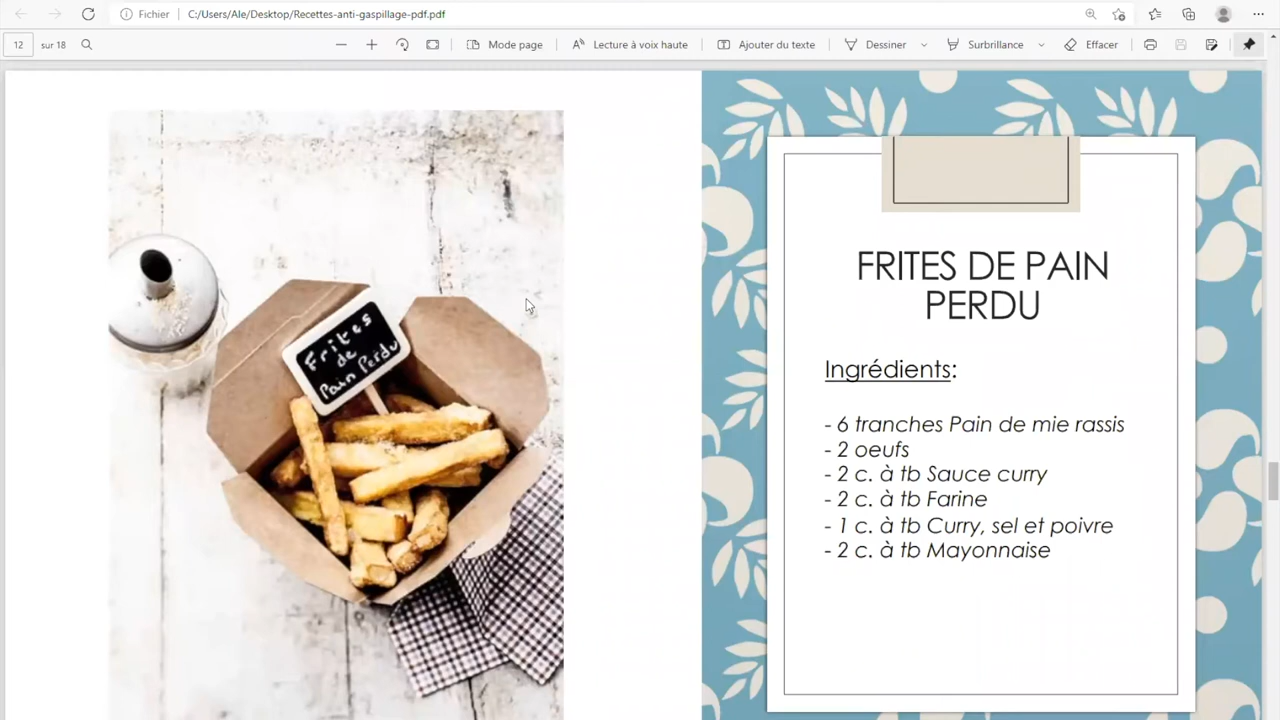 Fichier C:/Users/Ale/Desktop/Recettes-anti-gaspillage-pdf.pdf
12 sur 18 Mode page Lecture à voix haute Ajouter du texte Dessiner Surbrillance Effacer
Frites
de
Pain Perdu
FRITES DE PAIN
PERDU
Ingrédients:
- 6 tranches Pain de mie rassis
- 2 oeufs
- 2 c. à tb Sauce curry
- 2 c. à tb Farine
- 1 c. à tb Curry, sel et poivre
- 2 c. à tb Mayonnaise